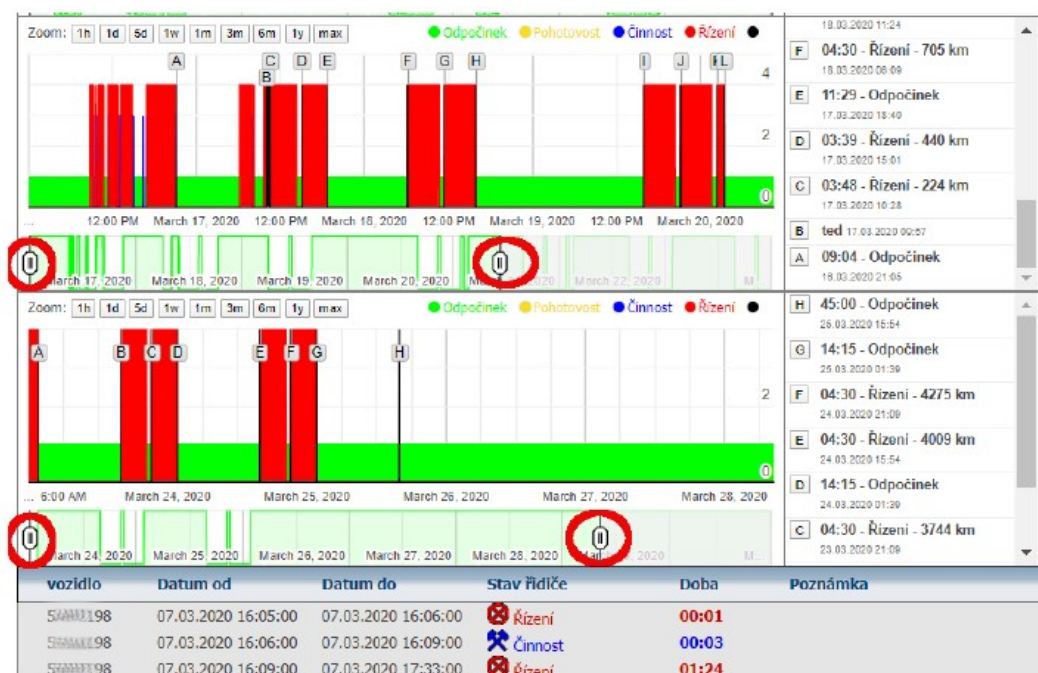 Zoom: 1h 1d 5d 1w 1m 3m 6m 1y max
Odpočinek Pohotovost Činnost Řízení
A C D E F G H I J L
B
4
2
0
... 12:00 PM March 17, 2020 12:00 PM March 18, 2020 12:00 PM March 19, 2020 12:00 PM March 20, 2020
March 17, 2020 March 18, 2020 March 19, 2020 March 20, 2020 March 22, 2020 M...
18.03.2020 11:24
F 04:30 - Řízení - 705 km
18.03.2020 08:09
E 11:29 - Odpočinek
17.03.2020 18:40
D 03:39 - Řízení - 440 km
17.03.2020 15:01
C 03:48 - Řízení - 224 km
17.03.2020 10:28
B ted 17.03.2020 09:57
A 09:04 - Odpočinek
16.03.2020 21:05
Zoom: 1h 1d 5d 1w 1m 3m 6m 1y max
Odpočinek Pohotovost Činnost Řízení
A B C D E F G H
2
0
... 6:00 AM March 24, 2020 March 25, 2020 March 26, 2020 March 27, 2020 March 28, 2020
March 24, 2020 March 25, 2020 March 26, 2020 March 27, 2020 March 28, 2020 M...
H 45:00 - Odpočinek
25.03.2020 15:54
G 14:15 - Odpočinek
25.03.2020 01:39
F 04:30 - Řízení - 4275 km
24.03.2020 21:09
E 04:30 - Řízení - 4009 km
24.03.2020 15:54
D 14:15 - Odpočinek
24.03.2020 01:39
C 04:30 - Řízení - 3744 km
23.03.2020 21:09
vozidlo Datum od Datum do Stav řidiče Doba Poznámka
07.03.2020 16:05:00 07.03.2020 16:06:00 Řízení 00:01
07.03.2020 16:06:00 07.03.2020 16:09:00 Činnost 00:03
07.03.2020 16:09:00 07.03.2020 17:33:00 Řízení 01:24